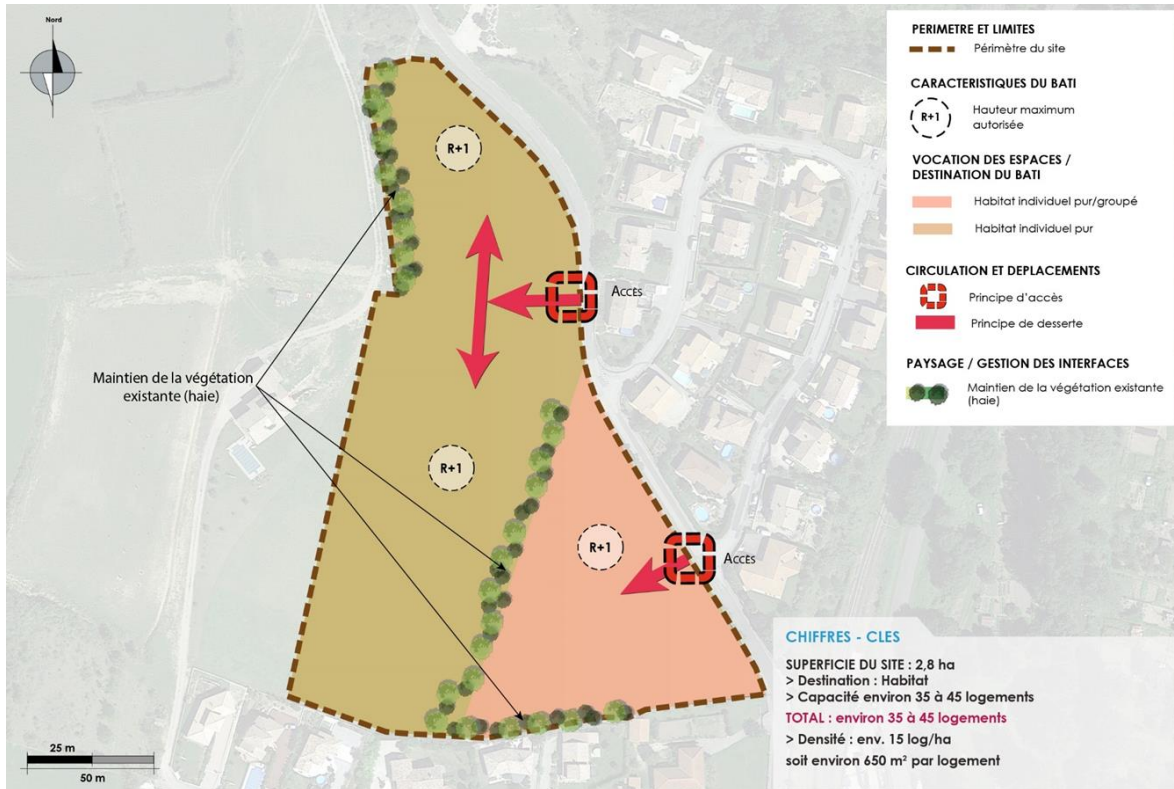 Nord
PERIMETRE ET LIMITES
Périmètre du site
CARACTERISTIQUES DU BATI
R+1
Hauteur maximum
autorisée
VOCATION DES ESPACES /
DESTINATION DU BATI
Habitat individuel pur/groupé
Habitat individuel pur
CIRCULATION ET DEPLACEMENTS
Principe d'accès
Principe de desserte
PAYSAGE / GESTION DES INTERFACES
Maintien de la végétation existante
(haie)
R+1
ACCÈS
Maintien de la végétation
existante (haie)
R+1
R+1
ACCÈS
CHIFFRES - CLES
SUPERFICIE DU SITE : 2,8 ha
> Destination : Habitat
> Capacité environ 35 à 45 logements
TOTAL : environ 35 à 45 logements
> Densité : env. 15 log/ha
soit environ 650 m² par logement
25 m
50 m